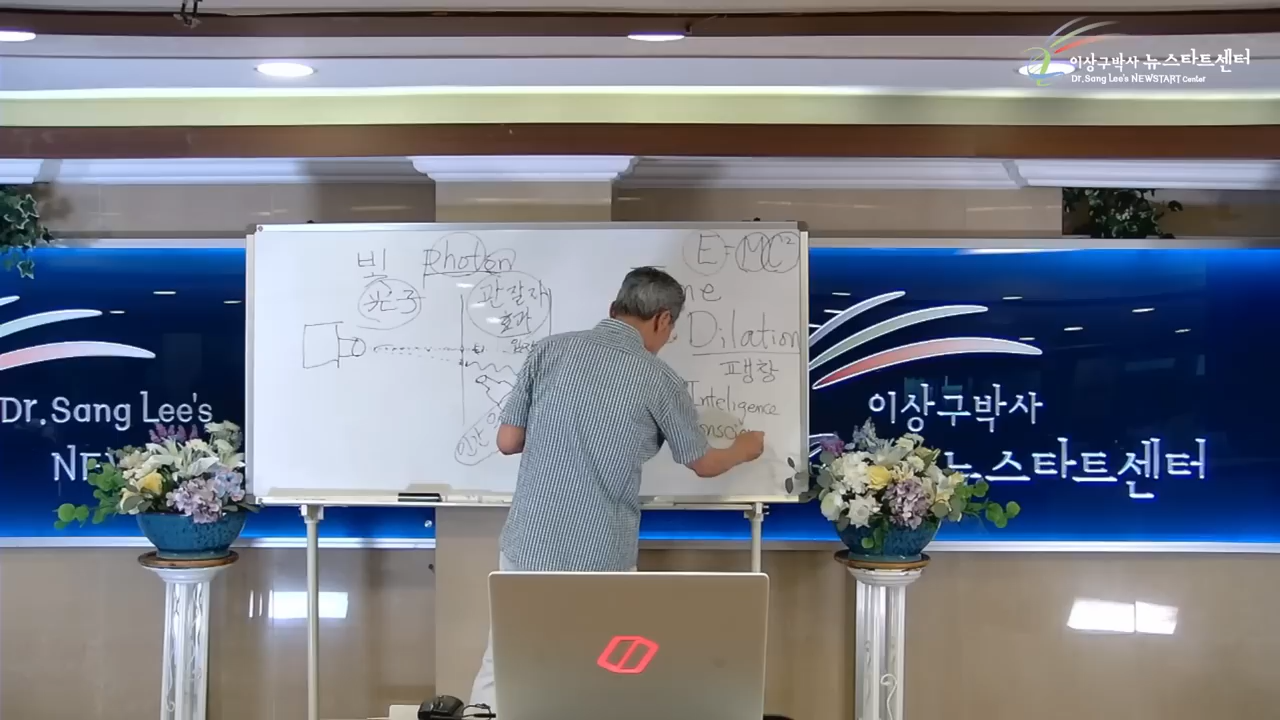 이상구박사 뉴스타트센터
Dr.Sang Lee's NEWSTART Center
빛 Photon
光子
관찰자
효과
E=MC²
Dilation
팽창
Inteligence
Dr.Sang Lee's
이상구박사
뉴스타트센터